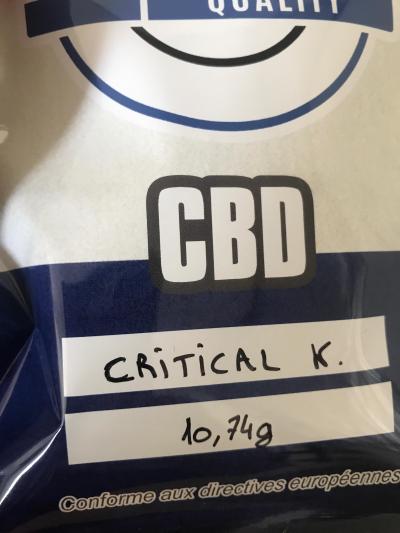 QUALITY
CBD
CRITICAL K.
10,74g
Conforme aux directives européennes